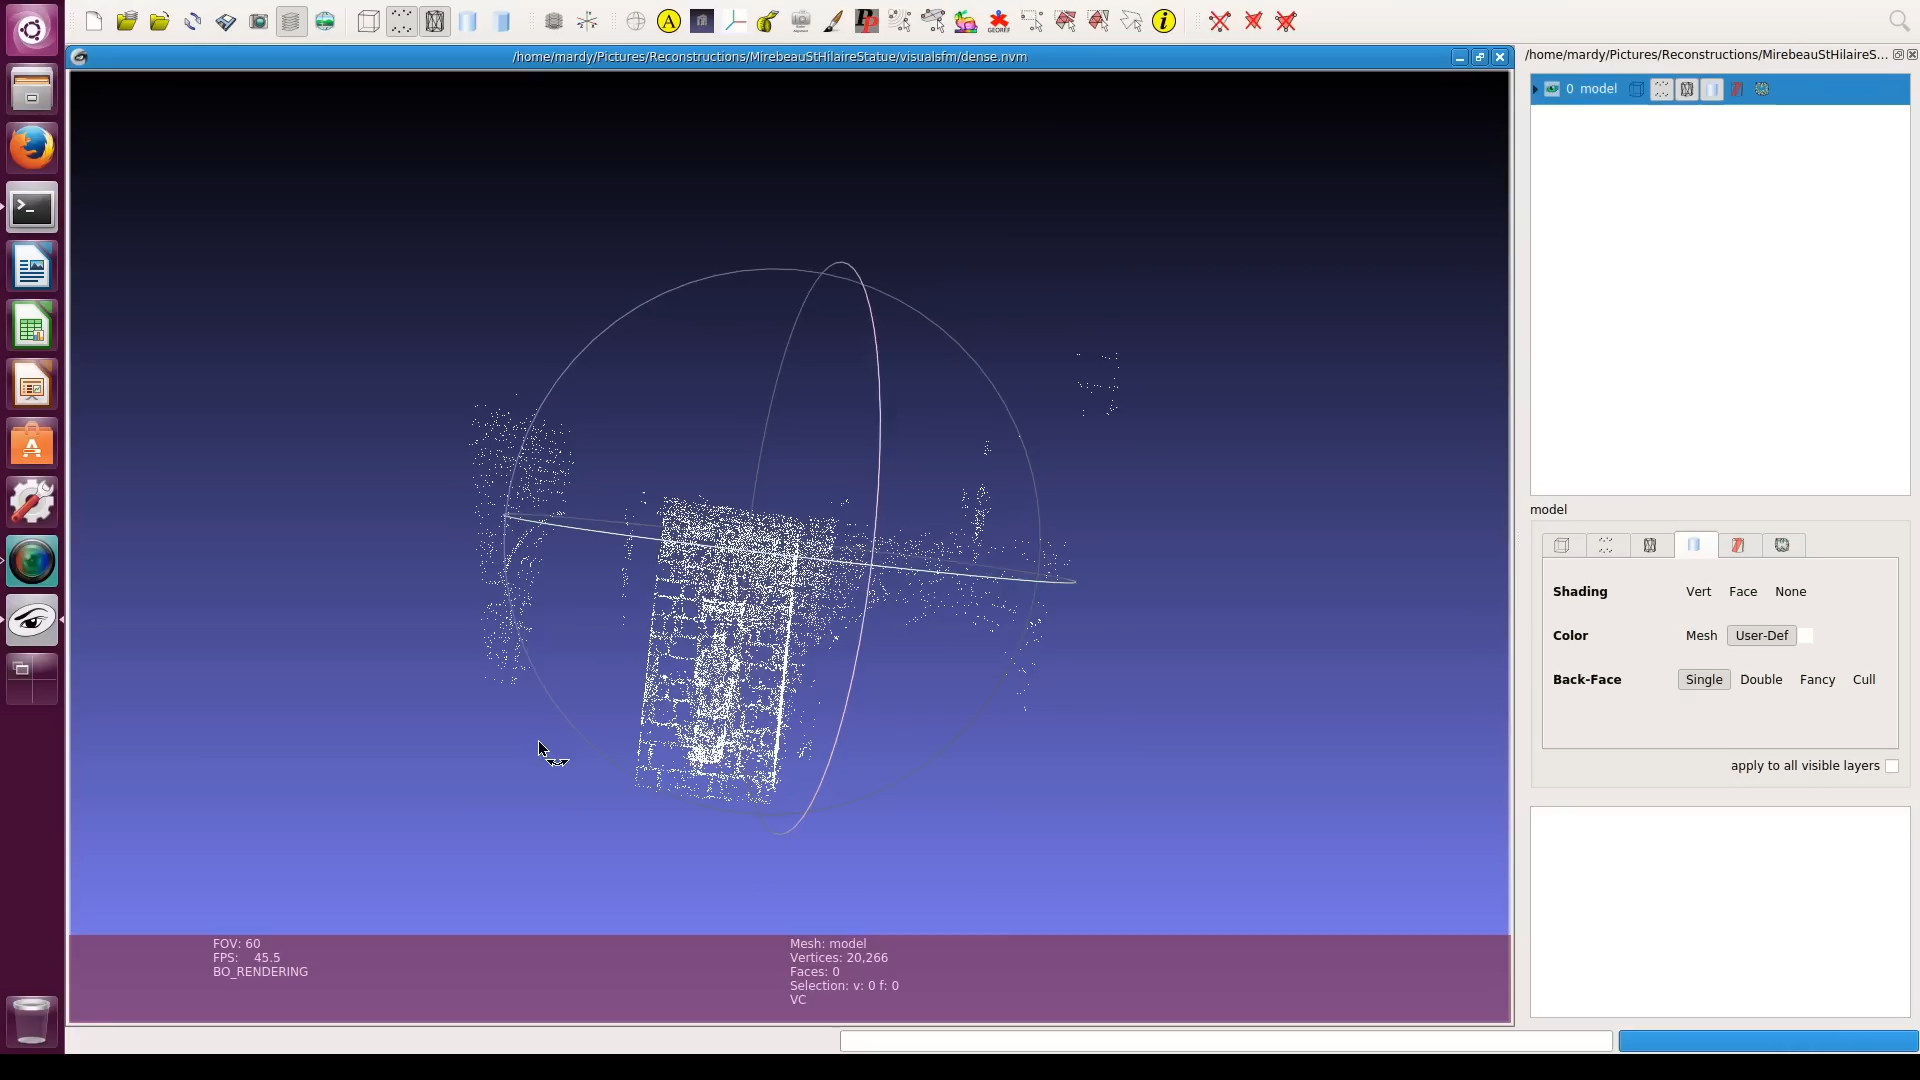 A
PP
GEOREF
i
/home/mardy/Pictures/Reconstructions/MirebeauStHilaireStatue/visualsfm/dense.nvm
/home/mardy/Pictures/Reconstructions/MirebeauStHilaireS...
0 model
model
Shading Vert Face None
Color Mesh User-Def
Back-Face Single Double Fancy Cull
apply to all visible layers
FOV: 60
FPS: 45.5
BO_RENDERING
Mesh: model
Vertices: 20,266
Faces: 0
Selection: v: 0 f: 0
VC